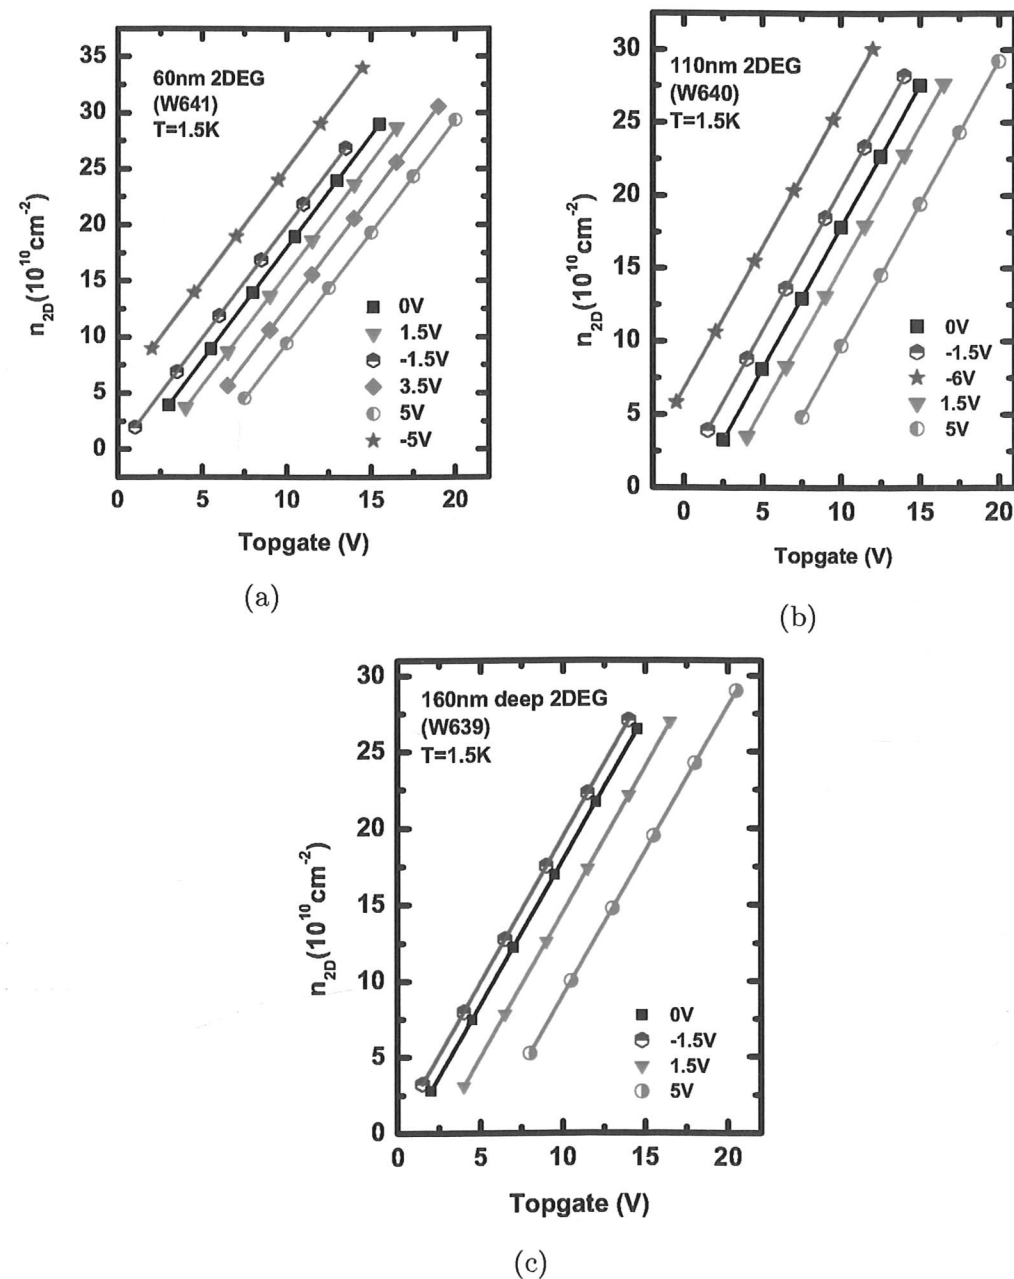 35
30
25
20
15
10
5
0
n2D(10^10cm^-2)
60nm 2DEG
(W641)
T=1.5K
0V
1.5V
-1.5V
3.5V
5V
-5V
0 5 10 15 20
Topgate (V)
(a)
30
25
20
15
10
5
0
n2D(10^10cm^-2)
110nm 2DEG
(W640)
T=1.5K
0V
-1.5V
-6V
1.5V
5V
0 5 10 15 20
Topgate (V)
(b)
30
25
20
15
10
5
0
n2D(10^10cm^-2)
160nm deep 2DEG
(W639)
T=1.5K
0V
-1.5V
1.5V
5V
0 5 10 15 20
Topgate (V)
(c)